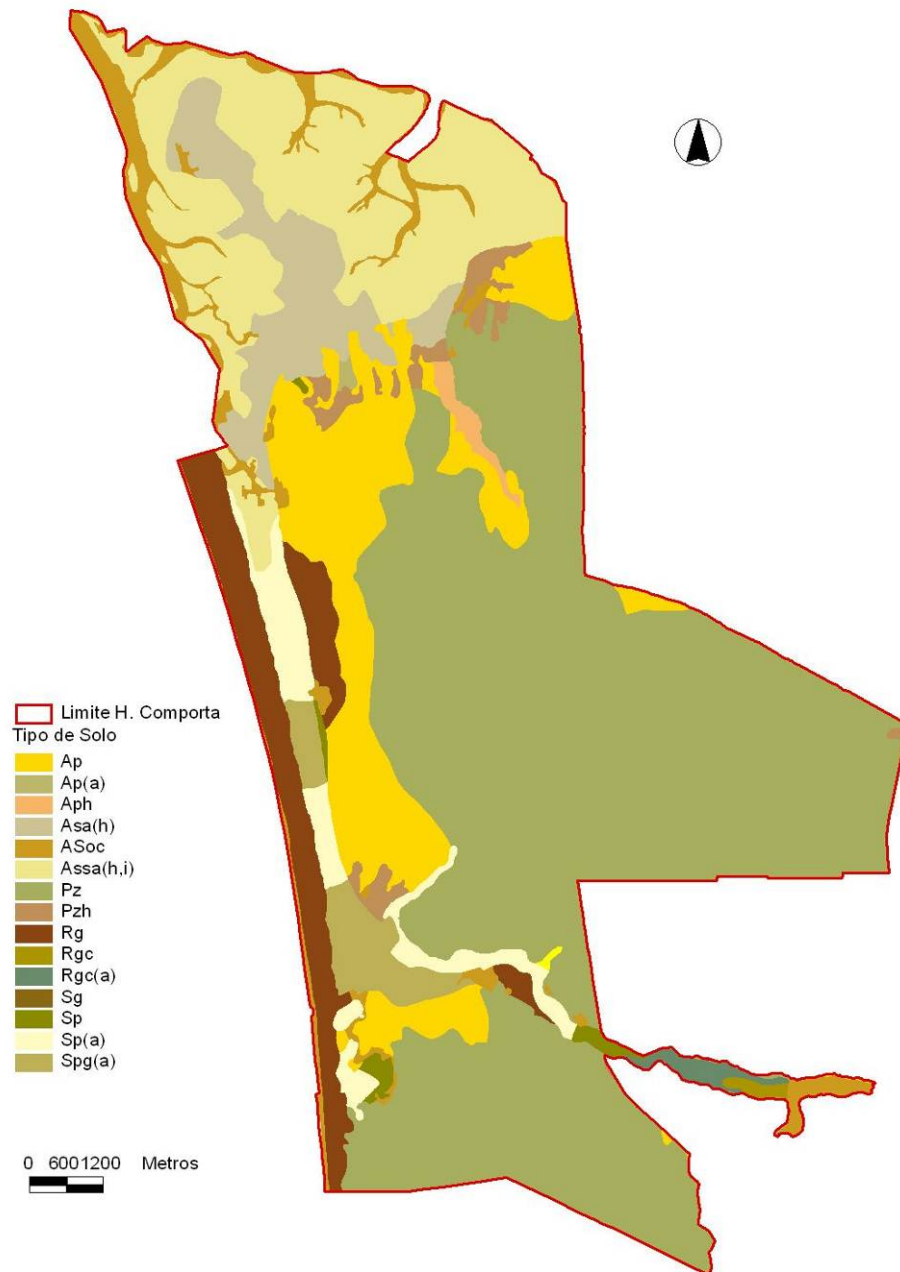 Limite H. Comporta
Tipo de Solo
Ap
Ap(a)
Aph
Asa(h)
ASoc
Assa(h,i)
Pz
Pzh
Rg
Rgc
Rgc(a)
Sg
Sp
Sp(a)
Spg(a)
0 6001200 Metros